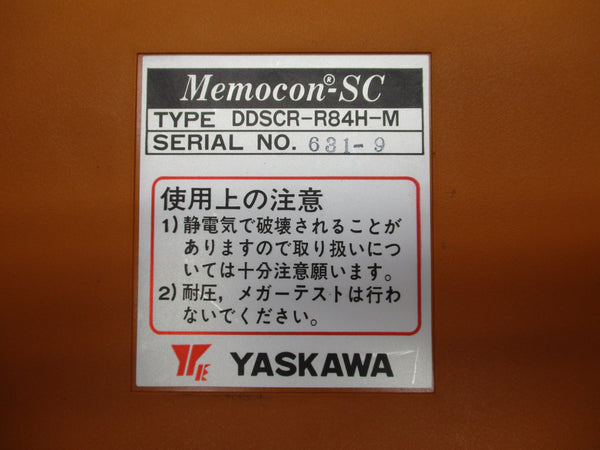 Memocon®-SC
TYPE DDSCR-R84H-M
SERIAL NO. 631-9
使用上の注意
1) 静電気で破壊されることが
ありますので取り扱いにつ
いては十分注意願います。
2) 耐圧，メガーテストは行わ
ないでください。
YE YASKAWA